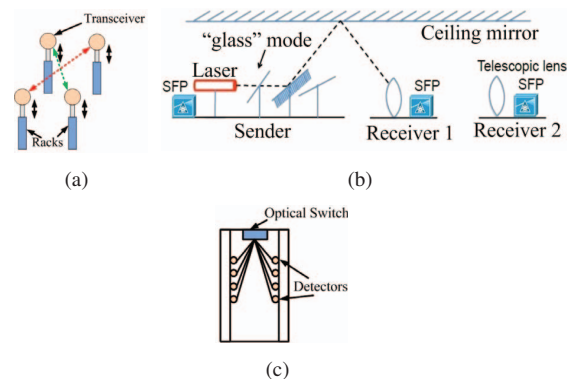 Transceiver
Racks
(a)
Ceiling mirror
“glass” mode
Laser
Telescopic lens
SFP
SFP
SFP
Sender
Receiver 1
Receiver 2
(b)
Optical Switch
Detectors
(c)